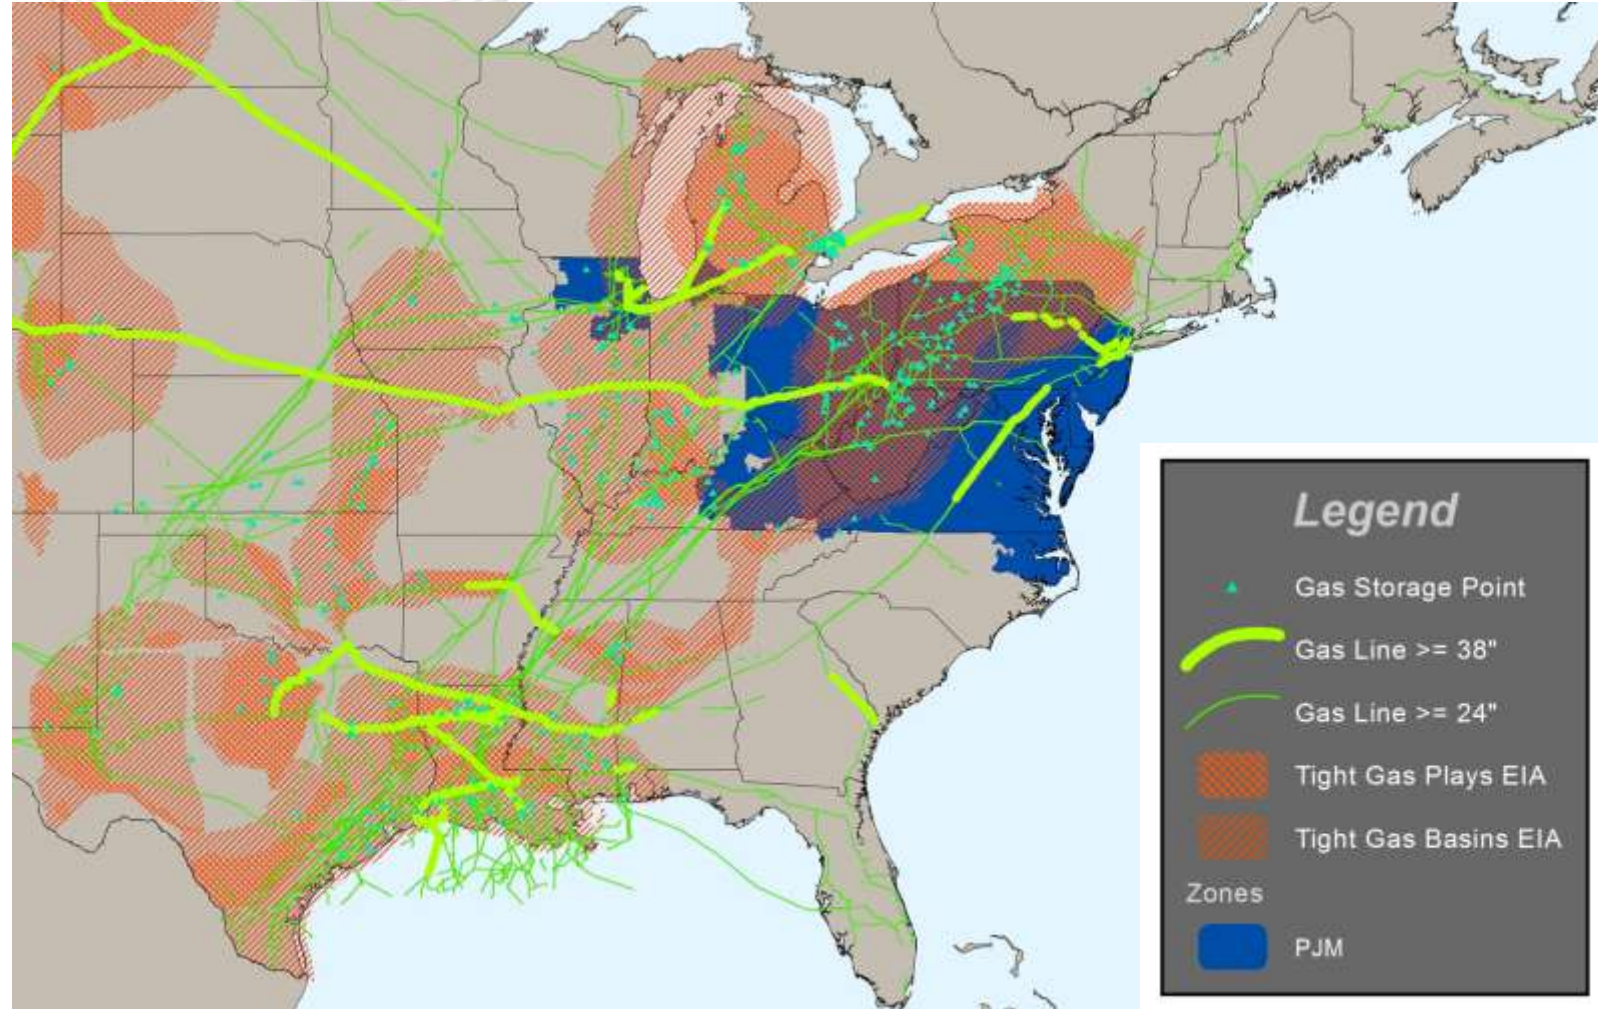 Legend
Gas Storage Point
Gas Line >= 38"
Gas Line >= 24"
Tight Gas Plays EIA
Tight Gas Basins EIA
Zones
PJM